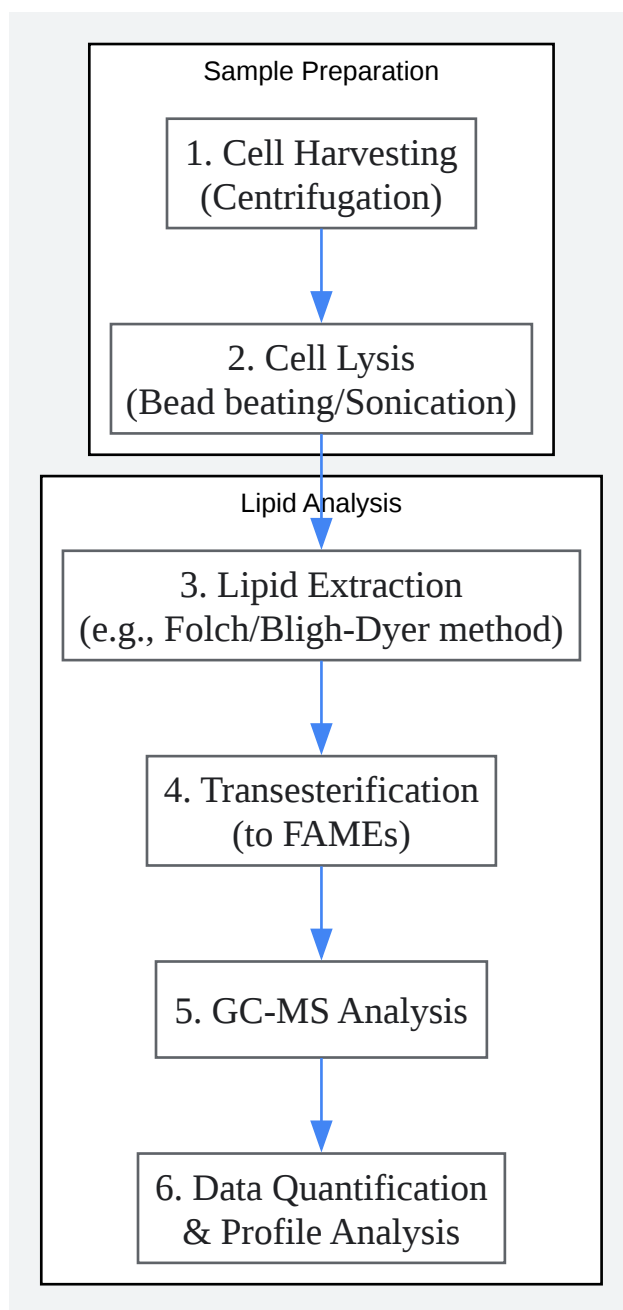 Sample Preparation
1. Cell Harvesting
(Centrifugation)
2. Cell Lysis
(Bead beating/Sonication)
Lipid Analysis
3. Lipid Extraction
(e.g., Folch/Bligh-Dyer method)
4. Transesterification
(to FAMEs)
5. GC-MS Analysis
6. Data Quantification
& Profile Analysis